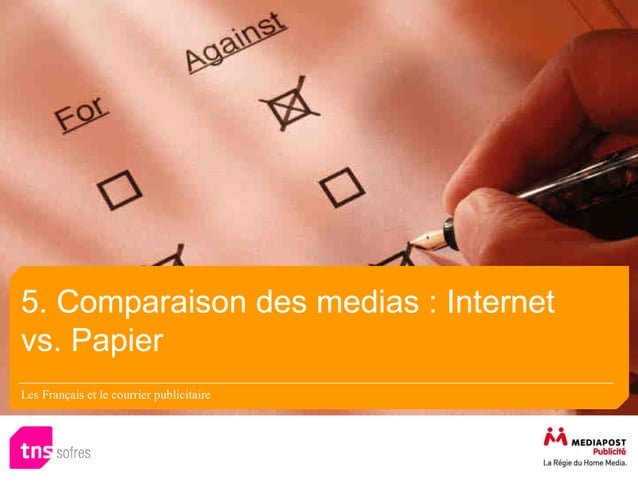 For Against
5. Comparaison des medias : Internet
vs. Papier
Les Français et le courrier publicitaire
tns sofres
MEDIAPOST
Publicité
La Régie du Home Media.